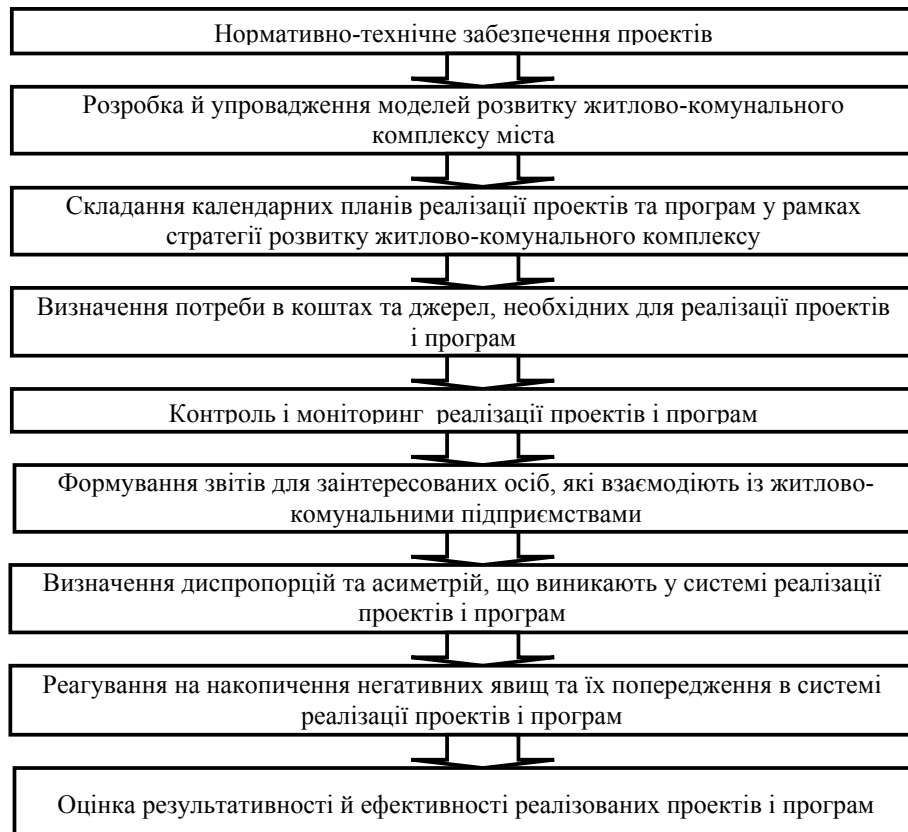 Нормативно-технічне забезпечення проектів
Розробка й упровадження моделей розвитку житлово-комунального
комплексу міста
Складання календарних планів реалізації проектів та програм у рамках
стратегії розвитку житлово-комунального комплексу
Визначення потреби в коштах та джерел, необхідних для реалізації проектів
і програм
Контроль і моніторинг реалізації проектів і програм
Формування звітів для заінтересованих осіб, які взаємодіють із житлово-
комунальними підприємствами
Визначення диспропорцій та асиметрій, що виникають у системі реалізації
проектів і програм
Реагування на накопичення негативних явищ та їх попередження в системі
реалізації проектів і програм
Оцінка результативності й ефективності реалізованих проектів і програм